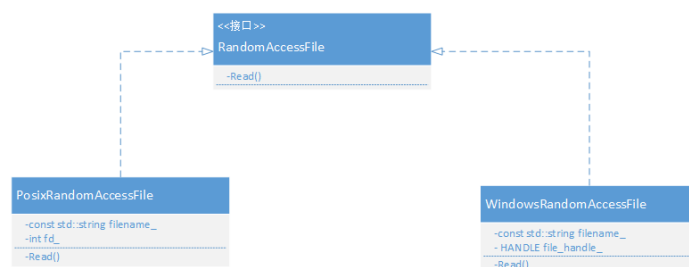 <<接口>>
RandomAccessFile
-Read()
PosixRandomAccessFile
-const std::string filename_
-int fd_
-Read()
WindowsRandomAccessFile
-const std::string filename_
- HANDLE file_handle_
-Read()